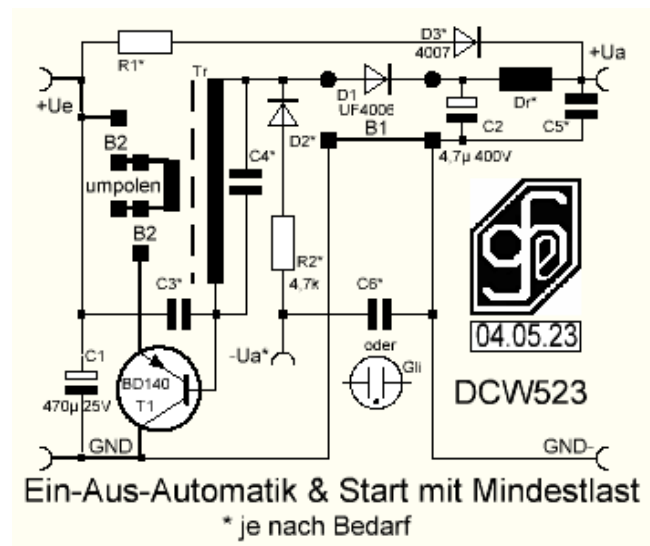 D3*
4007
+Ua
R1*
Tr
+Ue
D1
UF4006
Dr*
B2
D2*
B1
C2
C5*
4,7µ 400V
umpolen
C4*
B2
R2*
4,7k
C3*
C6*
04.05.23
-Ua*
oder
Gli
C1
BD140
T1
470µ 25V
DCW523
GND
GND-
Ein-Aus-Automatik & Start mit Mindestlast
* je nach Bedarf